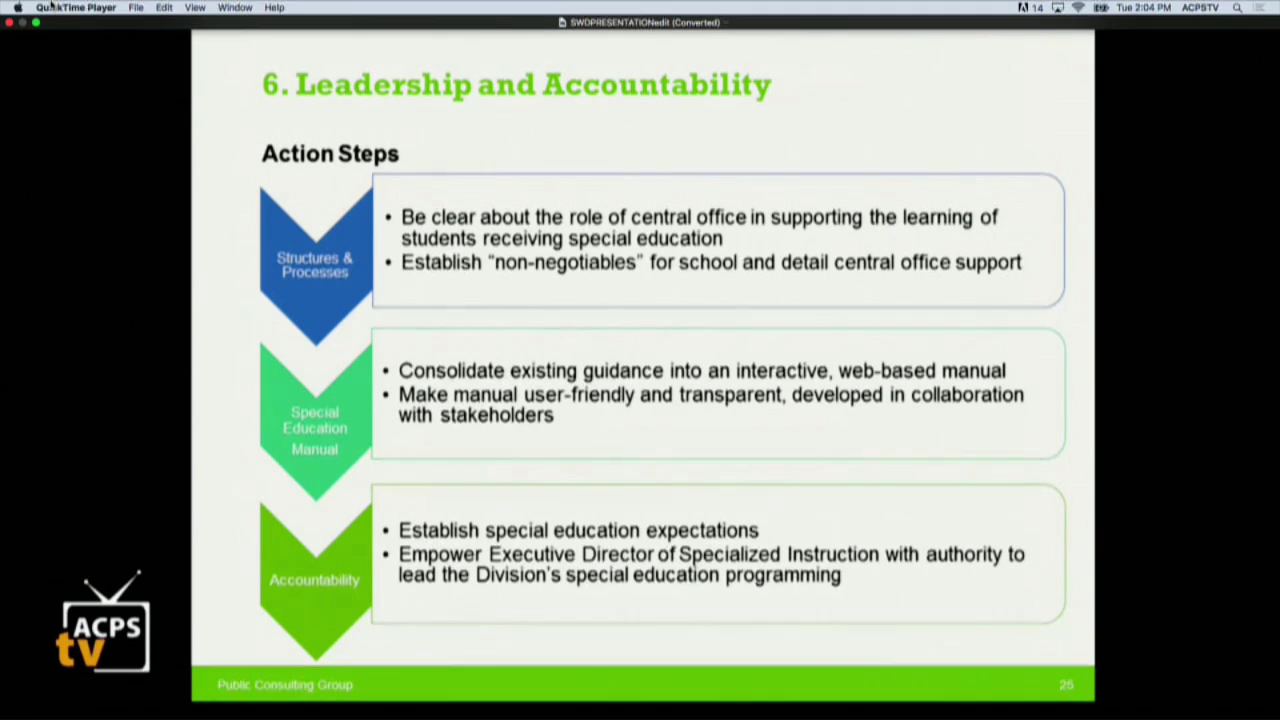 QuickTime Player File Edit View Window Help 14 Tue 2:04 PM ACPSTV
SWDPRESENTATIONedit (Converted)
6. Leadership and Accountability
Action Steps
Structures &
Processes
• Be clear about the role of central office in supporting the learning of
students receiving special education
• Establish “non-negotiables” for school and detail central office support
Special
Education
Manual
• Consolidate existing guidance into an interactive, web-based manual
• Make manual user-friendly and transparent, developed in collaboration
with stakeholders
Accountability
• Establish special education expectations
• Empower Executive Director of Specialized Instruction with authority to
lead the Division’s special education programming
ACPS
tv
Public Consulting Group 25